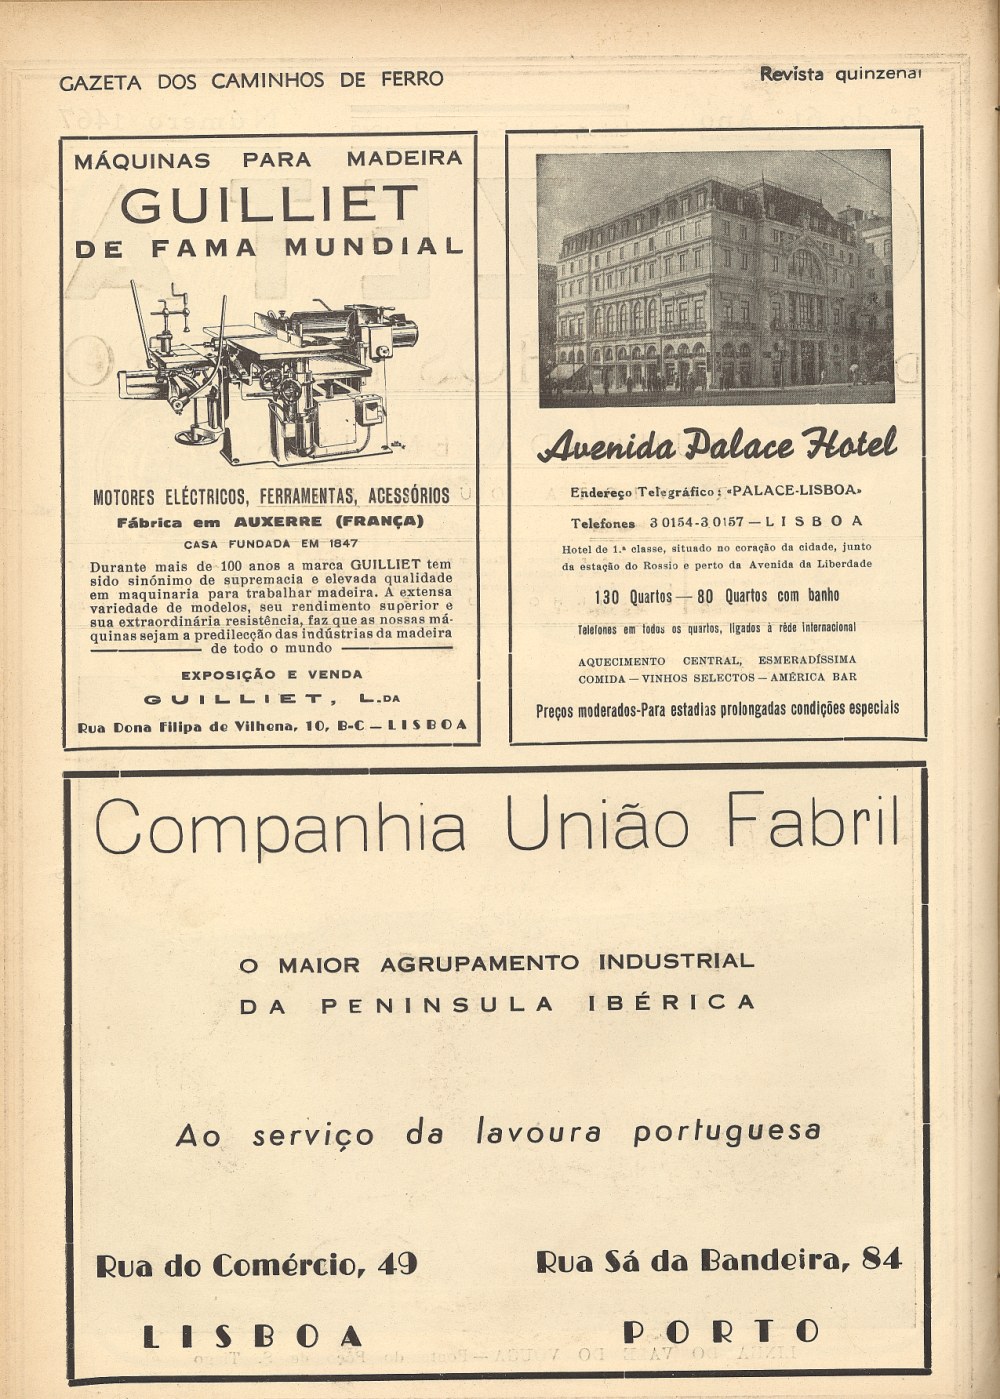 GAZETA DOS CAMINHOS DE FERRO
Revista quinzenal
MÁQUINAS PARA MADEIRA
GUILLIET
DE FAMA MUNDIAL
MOTORES ELÉCTRICOS, FERRAMENTAS, ACESSÓRIOS
Fábrica em AUXERRE (FRANÇA)
CASA FUNDADA EM 1847
Durante mais de 100 anos a marca GUILLIET tem
sido sinónimo de supremacia e elevada qualidade
em maquinaria para trabalhar madeira. A extensa
variedade de modelos, seu rendimento superior e
sua extraordinária resistência, faz que as nossas má-
quinas sejam a predilecção das indústrias da madeira
de todo o mundo
EXPOSIÇÃO E VENDA
GUILLIET, L.DA
Rua Dona Filipa de Vilhena, 10, B-C — LISBOA
Avenida Palace Hotel
Endereço Telegráfico: «PALACE-LISBOA»
Telefones 3 0154-3 0157 — LISBOA
Hotel de 1.ª classe, situado no coração da cidade, junto
da estação do Rossio e perto da Avenida da Liberdade
130 Quartos — 80 Quartos com banho
Telefones em todos os quartos, ligados à rêde Internacional
AQUECIMENTO CENTRAL, ESMERADÍSSIMA
COMIDA — VINHOS SELECTOS — AMÉRICA BAR
Preços moderados-Para estadias prolongadas condições especiais
Companhia União Fabril
O MAIOR AGRUPAMENTO INDUSTRIAL
DA PENINSULA IBÉRICA
Ao serviço da lavoura portuguesa
Rua do Comércio, 49
LISBOA
Rua Sá da Bandeira, 84
PORTO